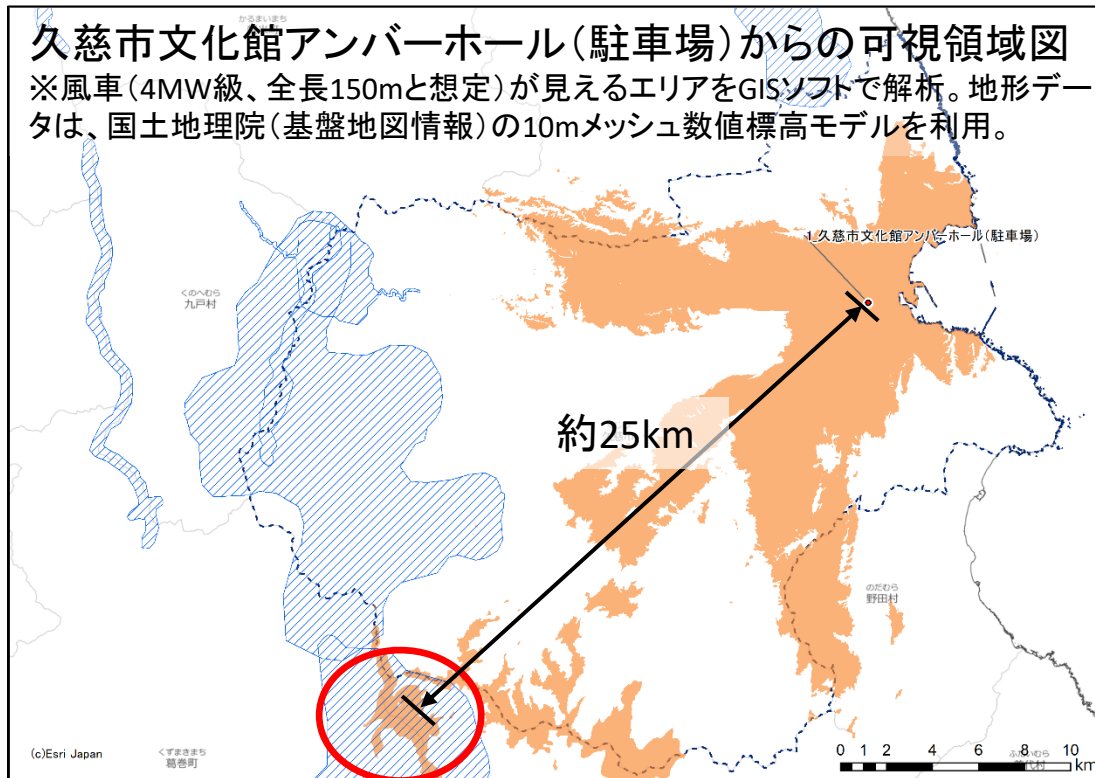 かるまいまち
久慈市文化館アンバーホール(駐車場)からの可視領域図
※風車(4MW級、全長150mと想定)が見えるエリアをGISソフトで解析。地形デー
タは、国土地理院(基盤地図情報)の10mメッシュ数値標高モデルを利用。
1_久慈市文化館アンバーホール(駐車場)
くのへむら
九戸村
約25km
のだむら
野田村
(c)Esri Japan
くずまきまち
葛巻町
0 1 2 4 6 8 10
km